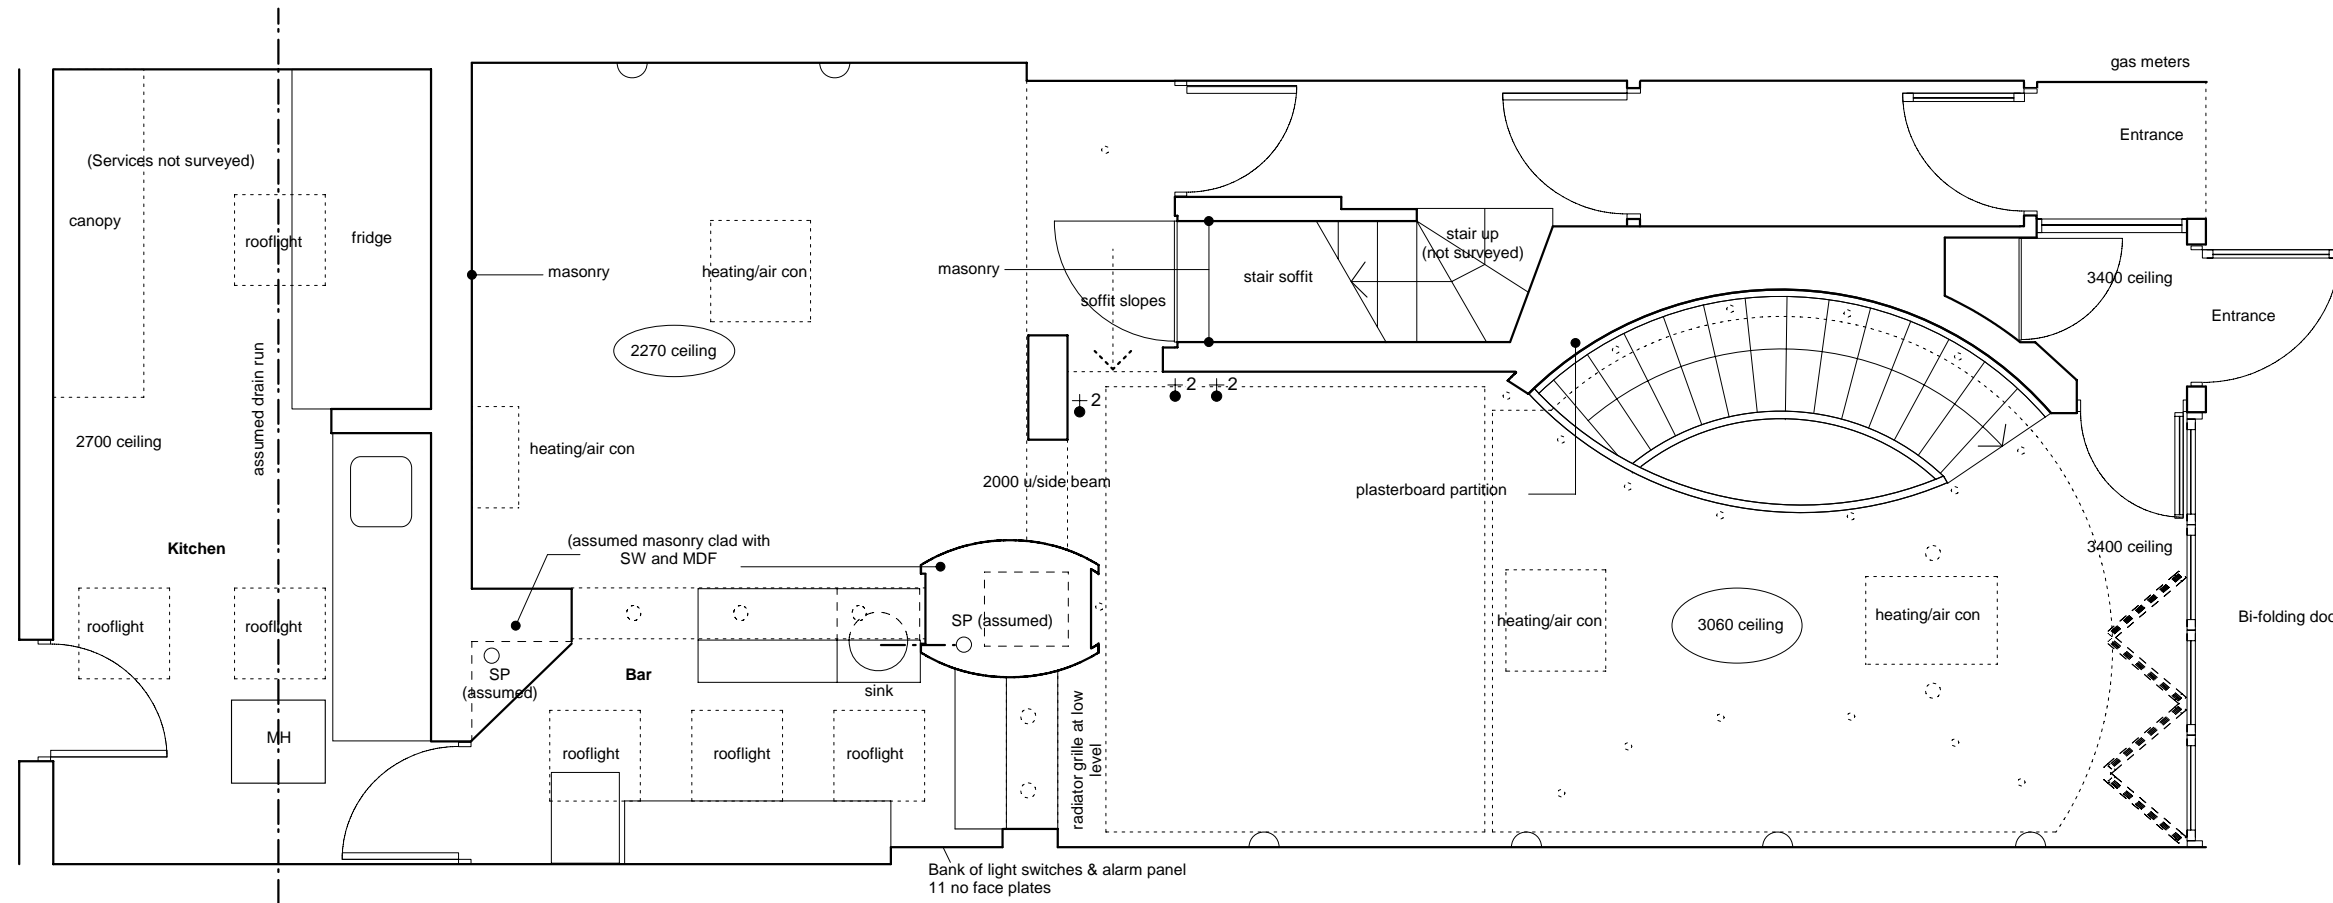 gas meters
Entrance
(Services not surveyed)
canopy
rooflight
fridge
masonry
heating/air con
masonry
soffit slopes
stair soffit
stair up
(not surveyed)
3400 ceiling
Entrance
2270 ceiling
assumed drain run
2700 ceiling
heating/air con
2
2
2
2000 u/side beam
plasterboard partition
Kitchen
(assumed masonry clad with
SW and MDF
3400 ceiling
rooflight
rooflight
SP (assumed)
heating/air con
3060 ceiling
heating/air con
Bi-folding doo
SP
(assumed)
Bar
sink
MH
rooflight
rooflight
rooflight
radiator grille at low
level
Bank of light switches & alarm panel
11 no face plates